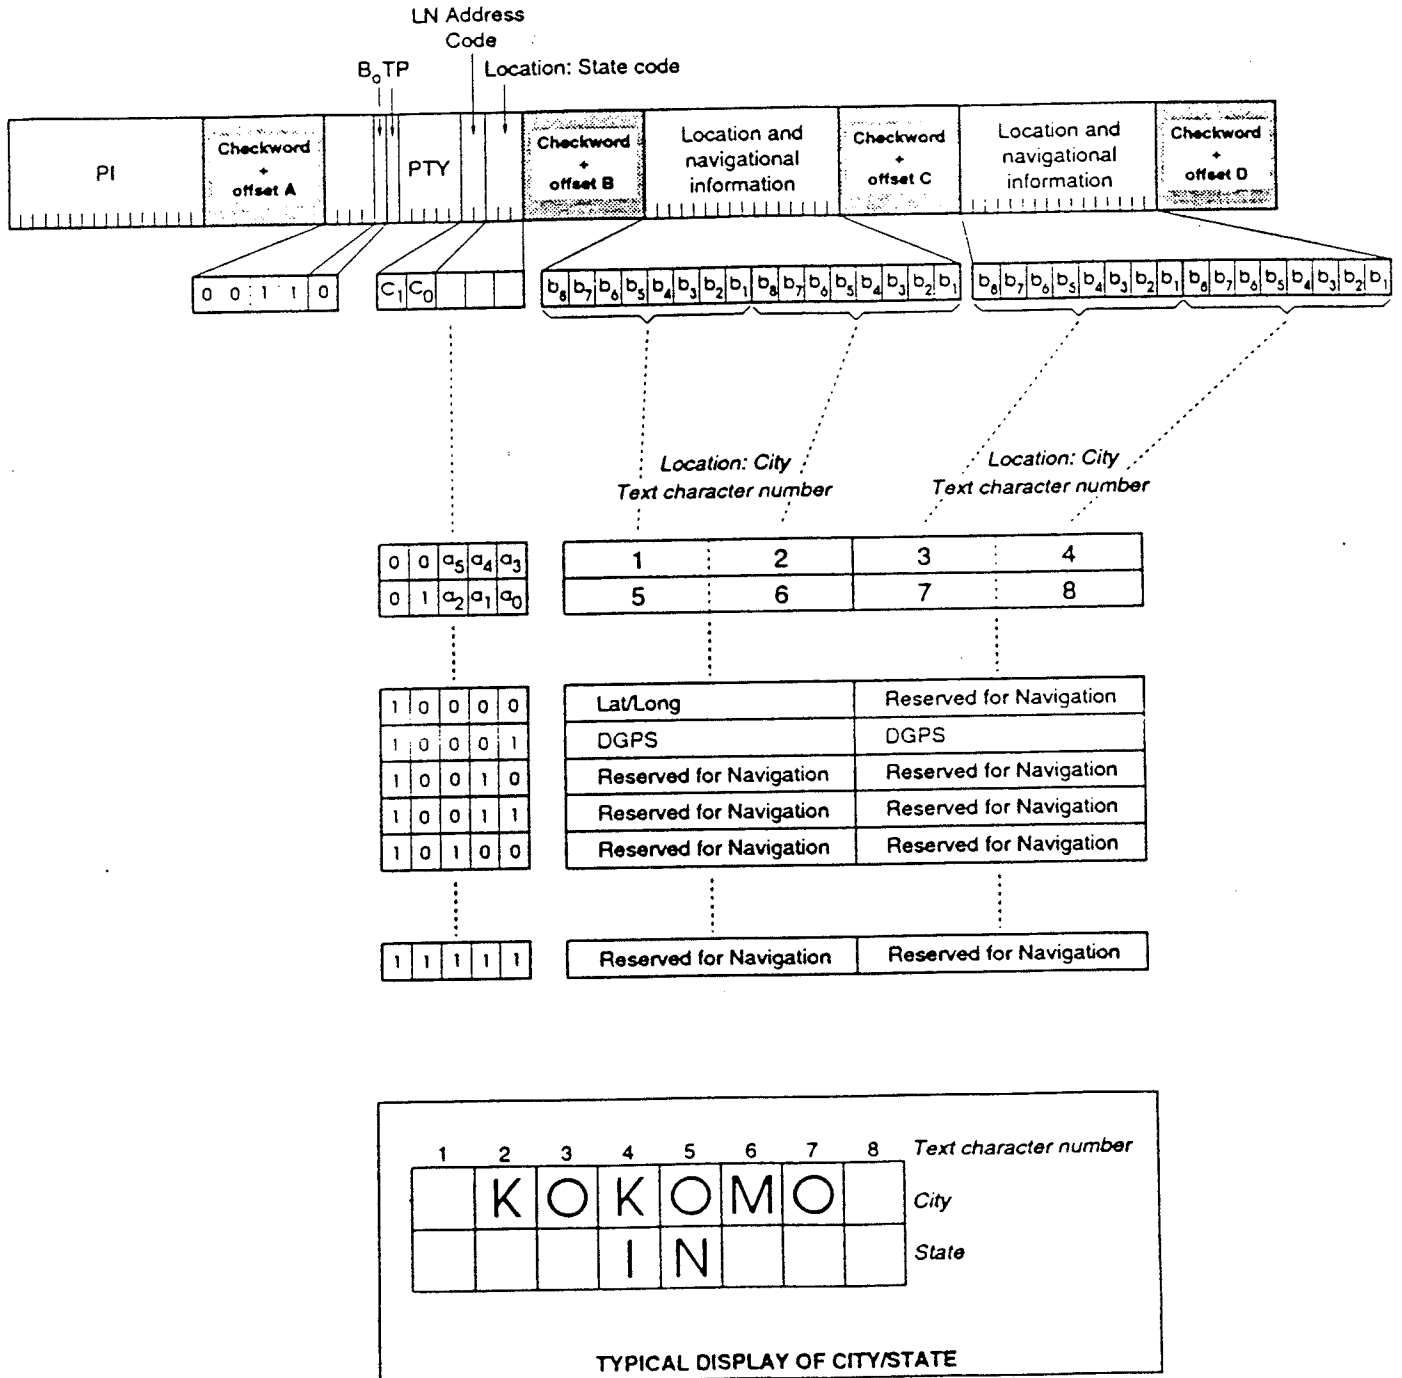 LN Address
Code
B₀ TP
Location: State code
PI
Checkword
+
offset A
PTY
Checkword
+
offset B
Location and
navigational
information
Checkword
+
offset C
Location and
navigational
information
Checkword
+
offset D
0 0 1 1 0
C₁ C₀
b₈ b₇ b₆ b₅ b₄ b₃ b₂ b₁ b₈ b₇ b₆ b₅ b₄ b₃ b₂ b₁
b₈ b₇ b₆ b₅ b₄ b₃ b₂ b₁ b₈ b₇ b₆ b₅ b₄ b₃ b₂ b₁
Location: City
Text character number
Location: City
Text character number
0 0 a₅ a₄ a₃ 1 2 3 4
0 1 a₂ a₁ a₀ 5 6 7 8
1 0 0 0 0 Lat/Long Reserved for Navigation
1 0 0 0 1 DGPS DGPS
1 0 0 1 0 Reserved for Navigation Reserved for Navigation
1 0 0 1 1 Reserved for Navigation Reserved for Navigation
1 0 1 0 0 Reserved for Navigation Reserved for Navigation
1 1 1 1 1 Reserved for Navigation Reserved for Navigation
1 2 3 4 5 6 7 8 Text character number
K O K O M O City
I N State
TYPICAL DISPLAY OF CITY/STATE